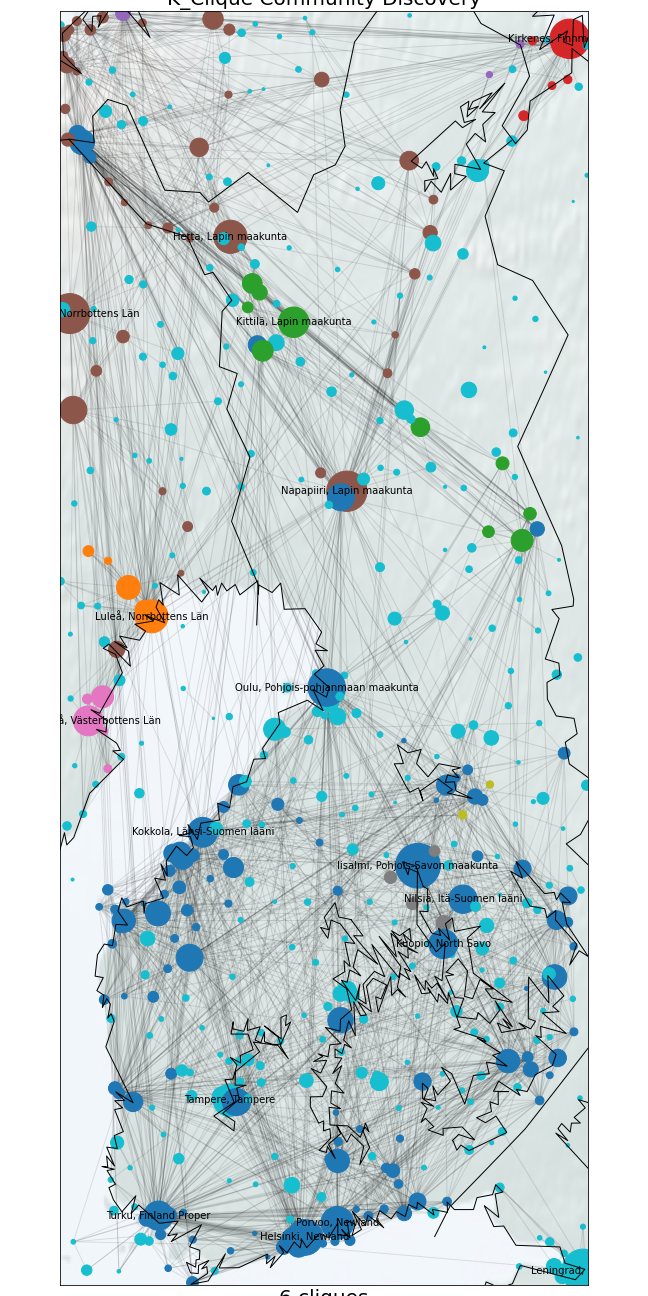 K_Clique Community Discovery
Kirkenes, Finnm
Hetta, Lapin maakunta
Norrbottens Län
Kittilä, Lapin maakunta
Napapiiri, Lapin maakunta
Luleå, Norrbottens Län
Oulu, Pohjois-pohjanmaan maakunta
å, Västerbottens Län
Kokkola, Länsi-Suomen lääni
Iisalmi, Pohjois-Savon maakunta
Nilsiä, Itä-Suomen lääni
Kuopio, North Savo
Tampere, Tampere
Turku, Finland Proper
Porvoo, Newland
Helsinki, Newland
Leningrad,
6 cliques